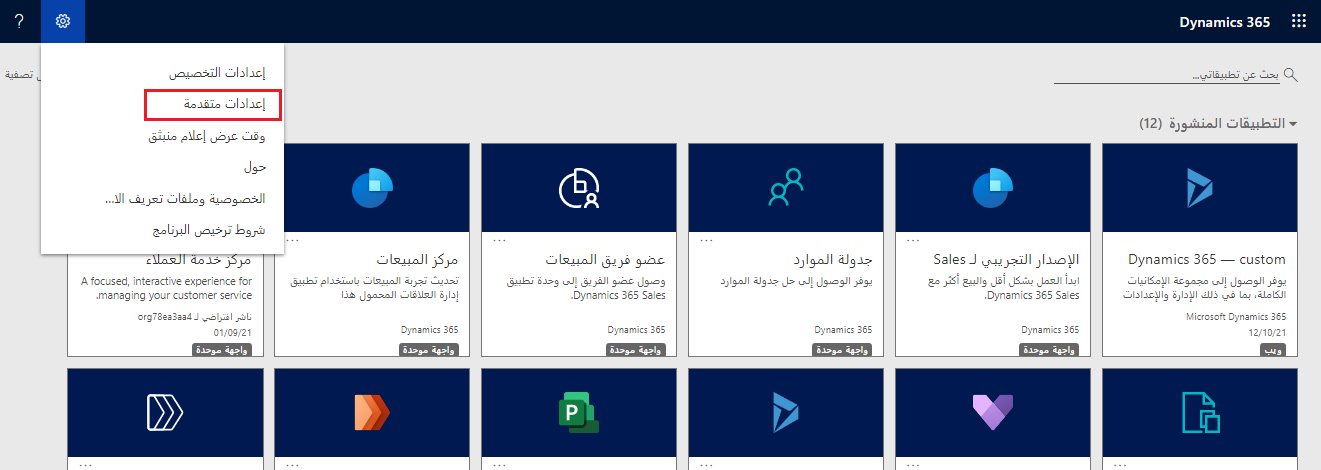 Dynamics 365
?
بحث عن تطبيقاتي...
تصفية
إعدادات التخصيص
إعدادات متقدمة
وقت عرض إعلام منبثق
حول
الخصوصية وملفات تعريف الا...
شروط ترخيص البرنامج
التطبيقات المنشورة (12)
Dynamics 365 — custom
يوفر الوصول إلى مجموعة الإمكانيات
الكاملة، بما في ذلك الإدارة والإعدادات
Microsoft Dynamics 365
12/10/21
ويب
...
الإصدار التجريبي لـ Sales
ابدأ العمل بشكل أقل والبيع أكثر مع
Dynamics 365 Sales.
Dynamics 365
واجهة موحدة
جدولة الموارد
يوفر الوصول إلى حل جدولة الموارد
Dynamics 365
واجهة موحدة
...
عضو فريق المبيعات
وصول عضو الفريق إلى وحدة تطبيق
Dynamics 365 Sales.
Dynamics 365
واجهة موحدة
...
مركز المبيعات
تحديث تجربة المبيعات باستخدام تطبيق
إدارة العلاقات المحمول هذا
Dynamics 365
واجهة موحدة
مركز خدمة العملاء
A focused, interactive experience for
managing your customer service.
ناشر افتراضي لـ org78ea3aa4
01/09/21
واجهة موحدة
P
...
...
...
...
...
...